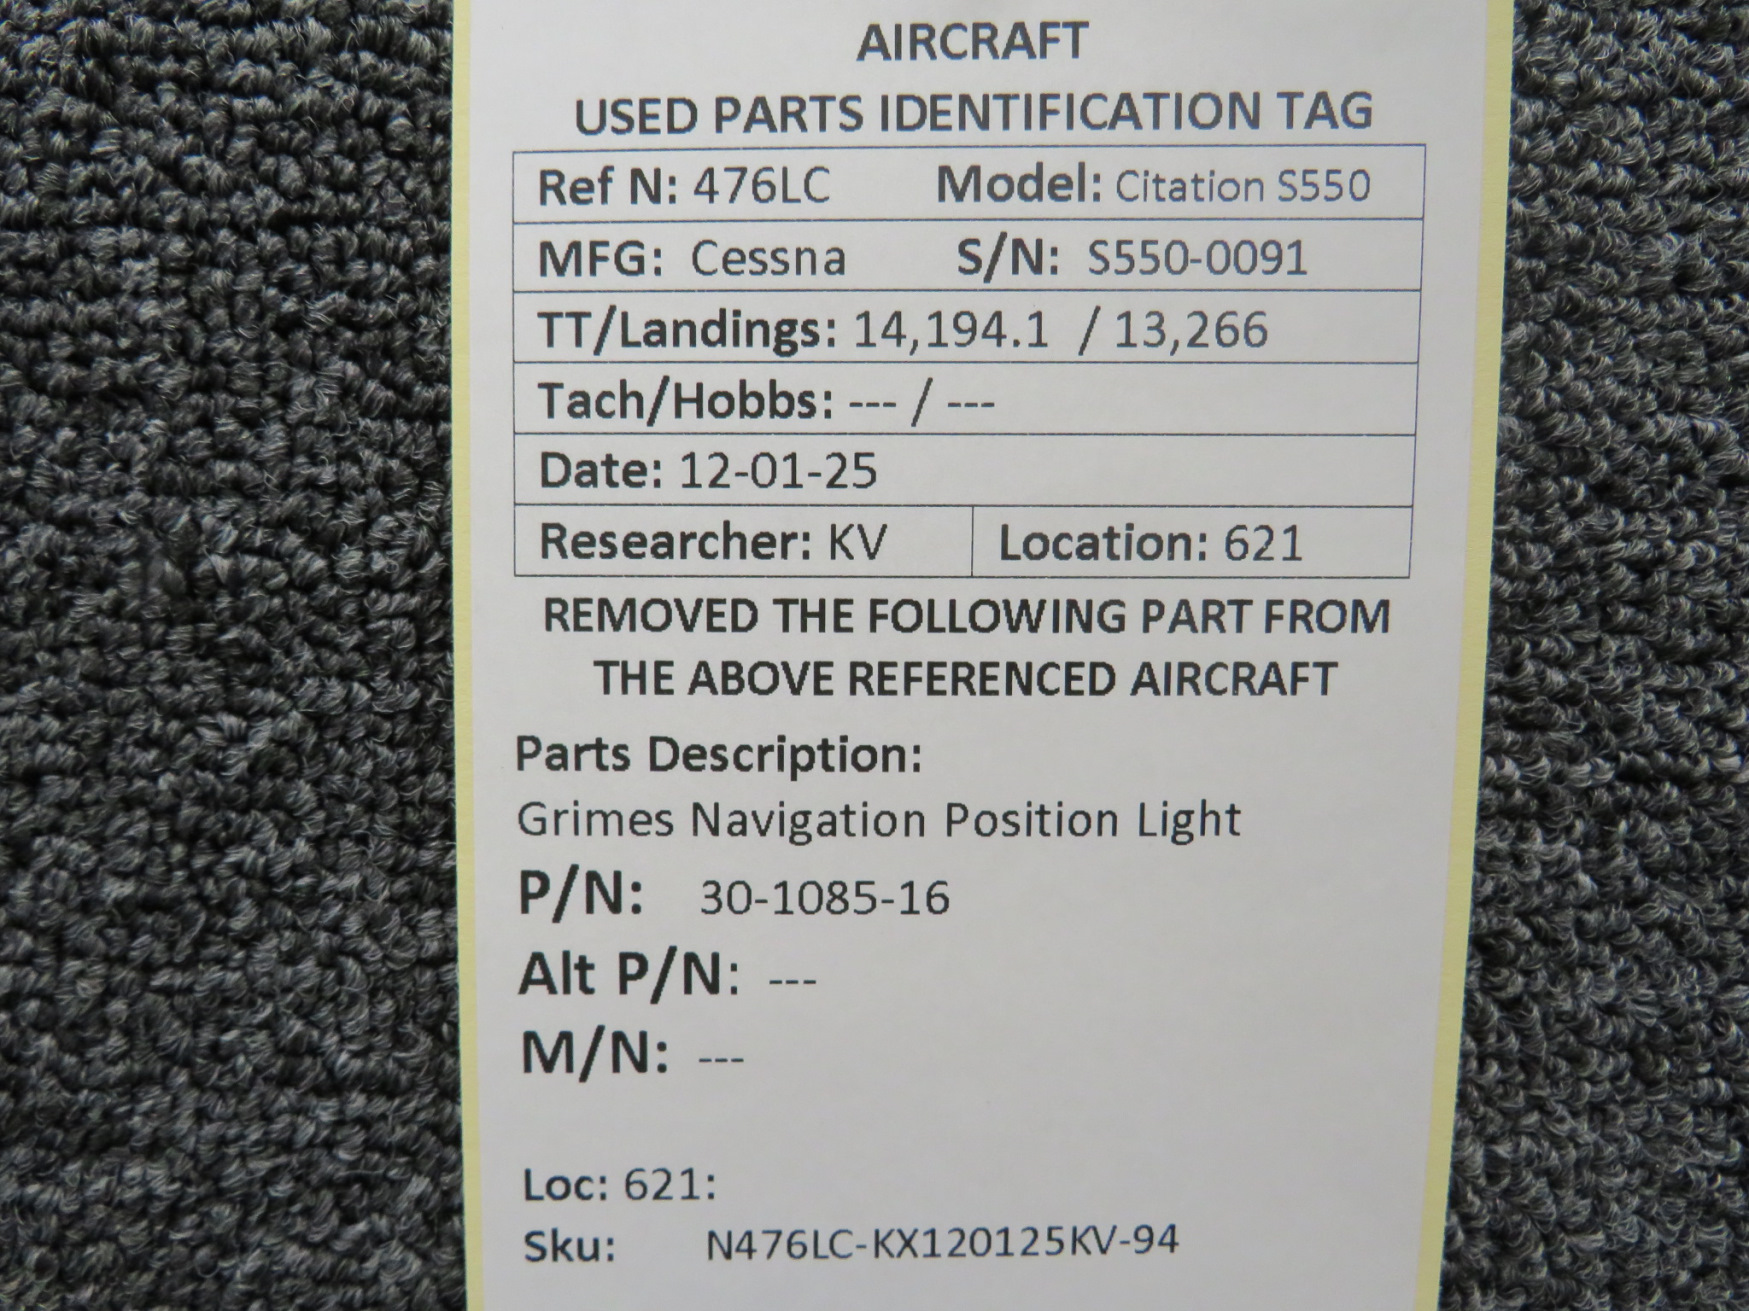 AIRCRAFT
USED PARTS IDENTIFICATION TAG
Ref N: 476LC Model: Citation S550
MFG: Cessna S/N: S550-0091
TT/Landings: 14,194.1 / 13,266
Tach/Hobbs: --- / ---
Date: 12-01-25
Researcher: KV Location: 621
REMOVED THE FOLLOWING PART FROM
THE ABOVE REFERENCED AIRCRAFT
Parts Description:
Grimes Navigation Position Light
P/N: 30-1085-16
Alt P/N: ---
M/N: ---
Loc: 621:
Sku: N476LC-KX120125KV-94